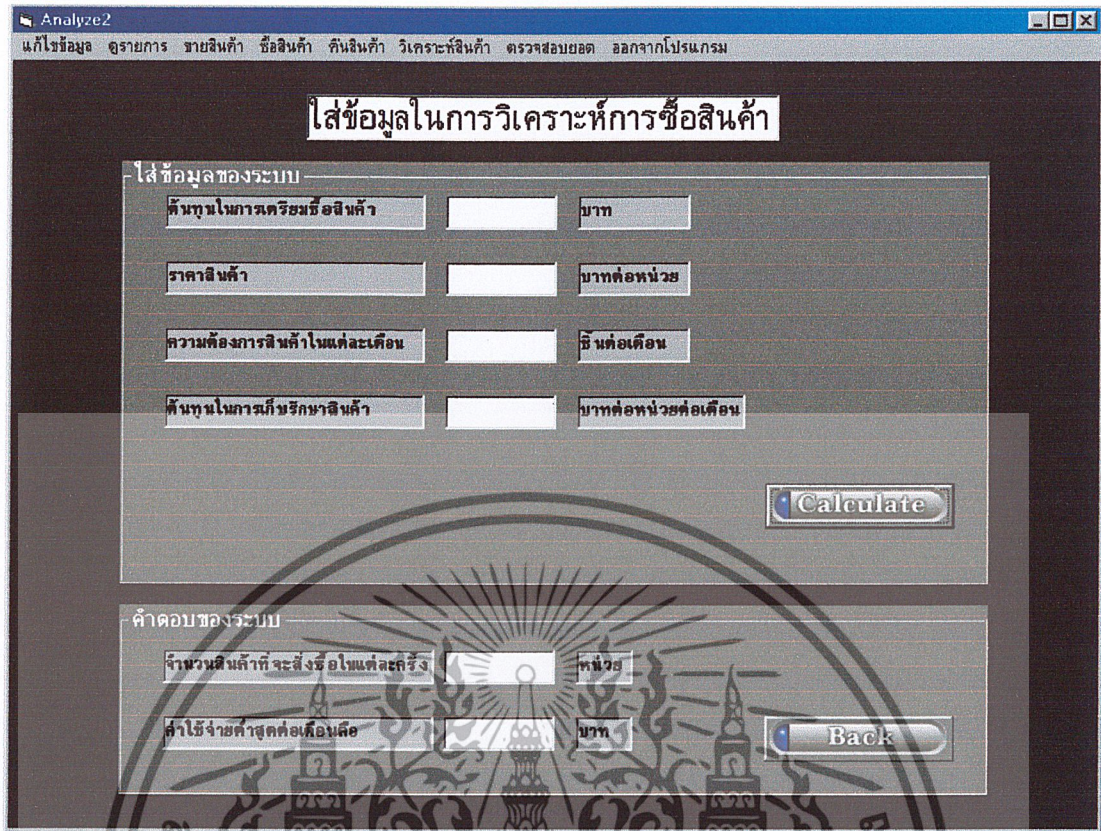 Analyze2
แก้ไขข้อมูล ดูรายการ ขายสินค้า ซื้อสินค้า คืนสินค้า วิเคราะห์สินค้า ตรวจสอบยอด ออกจากโปรแกรม
ใส่ข้อมูลในการวิเคราะห์การซื้อสินค้า
ใส่ข้อมูลของระบบ
ต้นทุนในการเตรียมซื้อสินค้า บาท
ราคาสินค้า บาทต่อหน่วย
ความต้องการสินค้าในแต่ละเดือน ชิ้นต่อเดือน
ต้นทุนในการเก็บรักษาสินค้า บาทต่อหน่วยต่อเดือน
Calculate
คำตอบของระบบ
จำนวนสินค้าที่จะสั่งซื้อในแต่ละครั้ง หน่วย
ค่าใช้จ่ายต่ำสุดต่อเดือนคือ บาท
Back